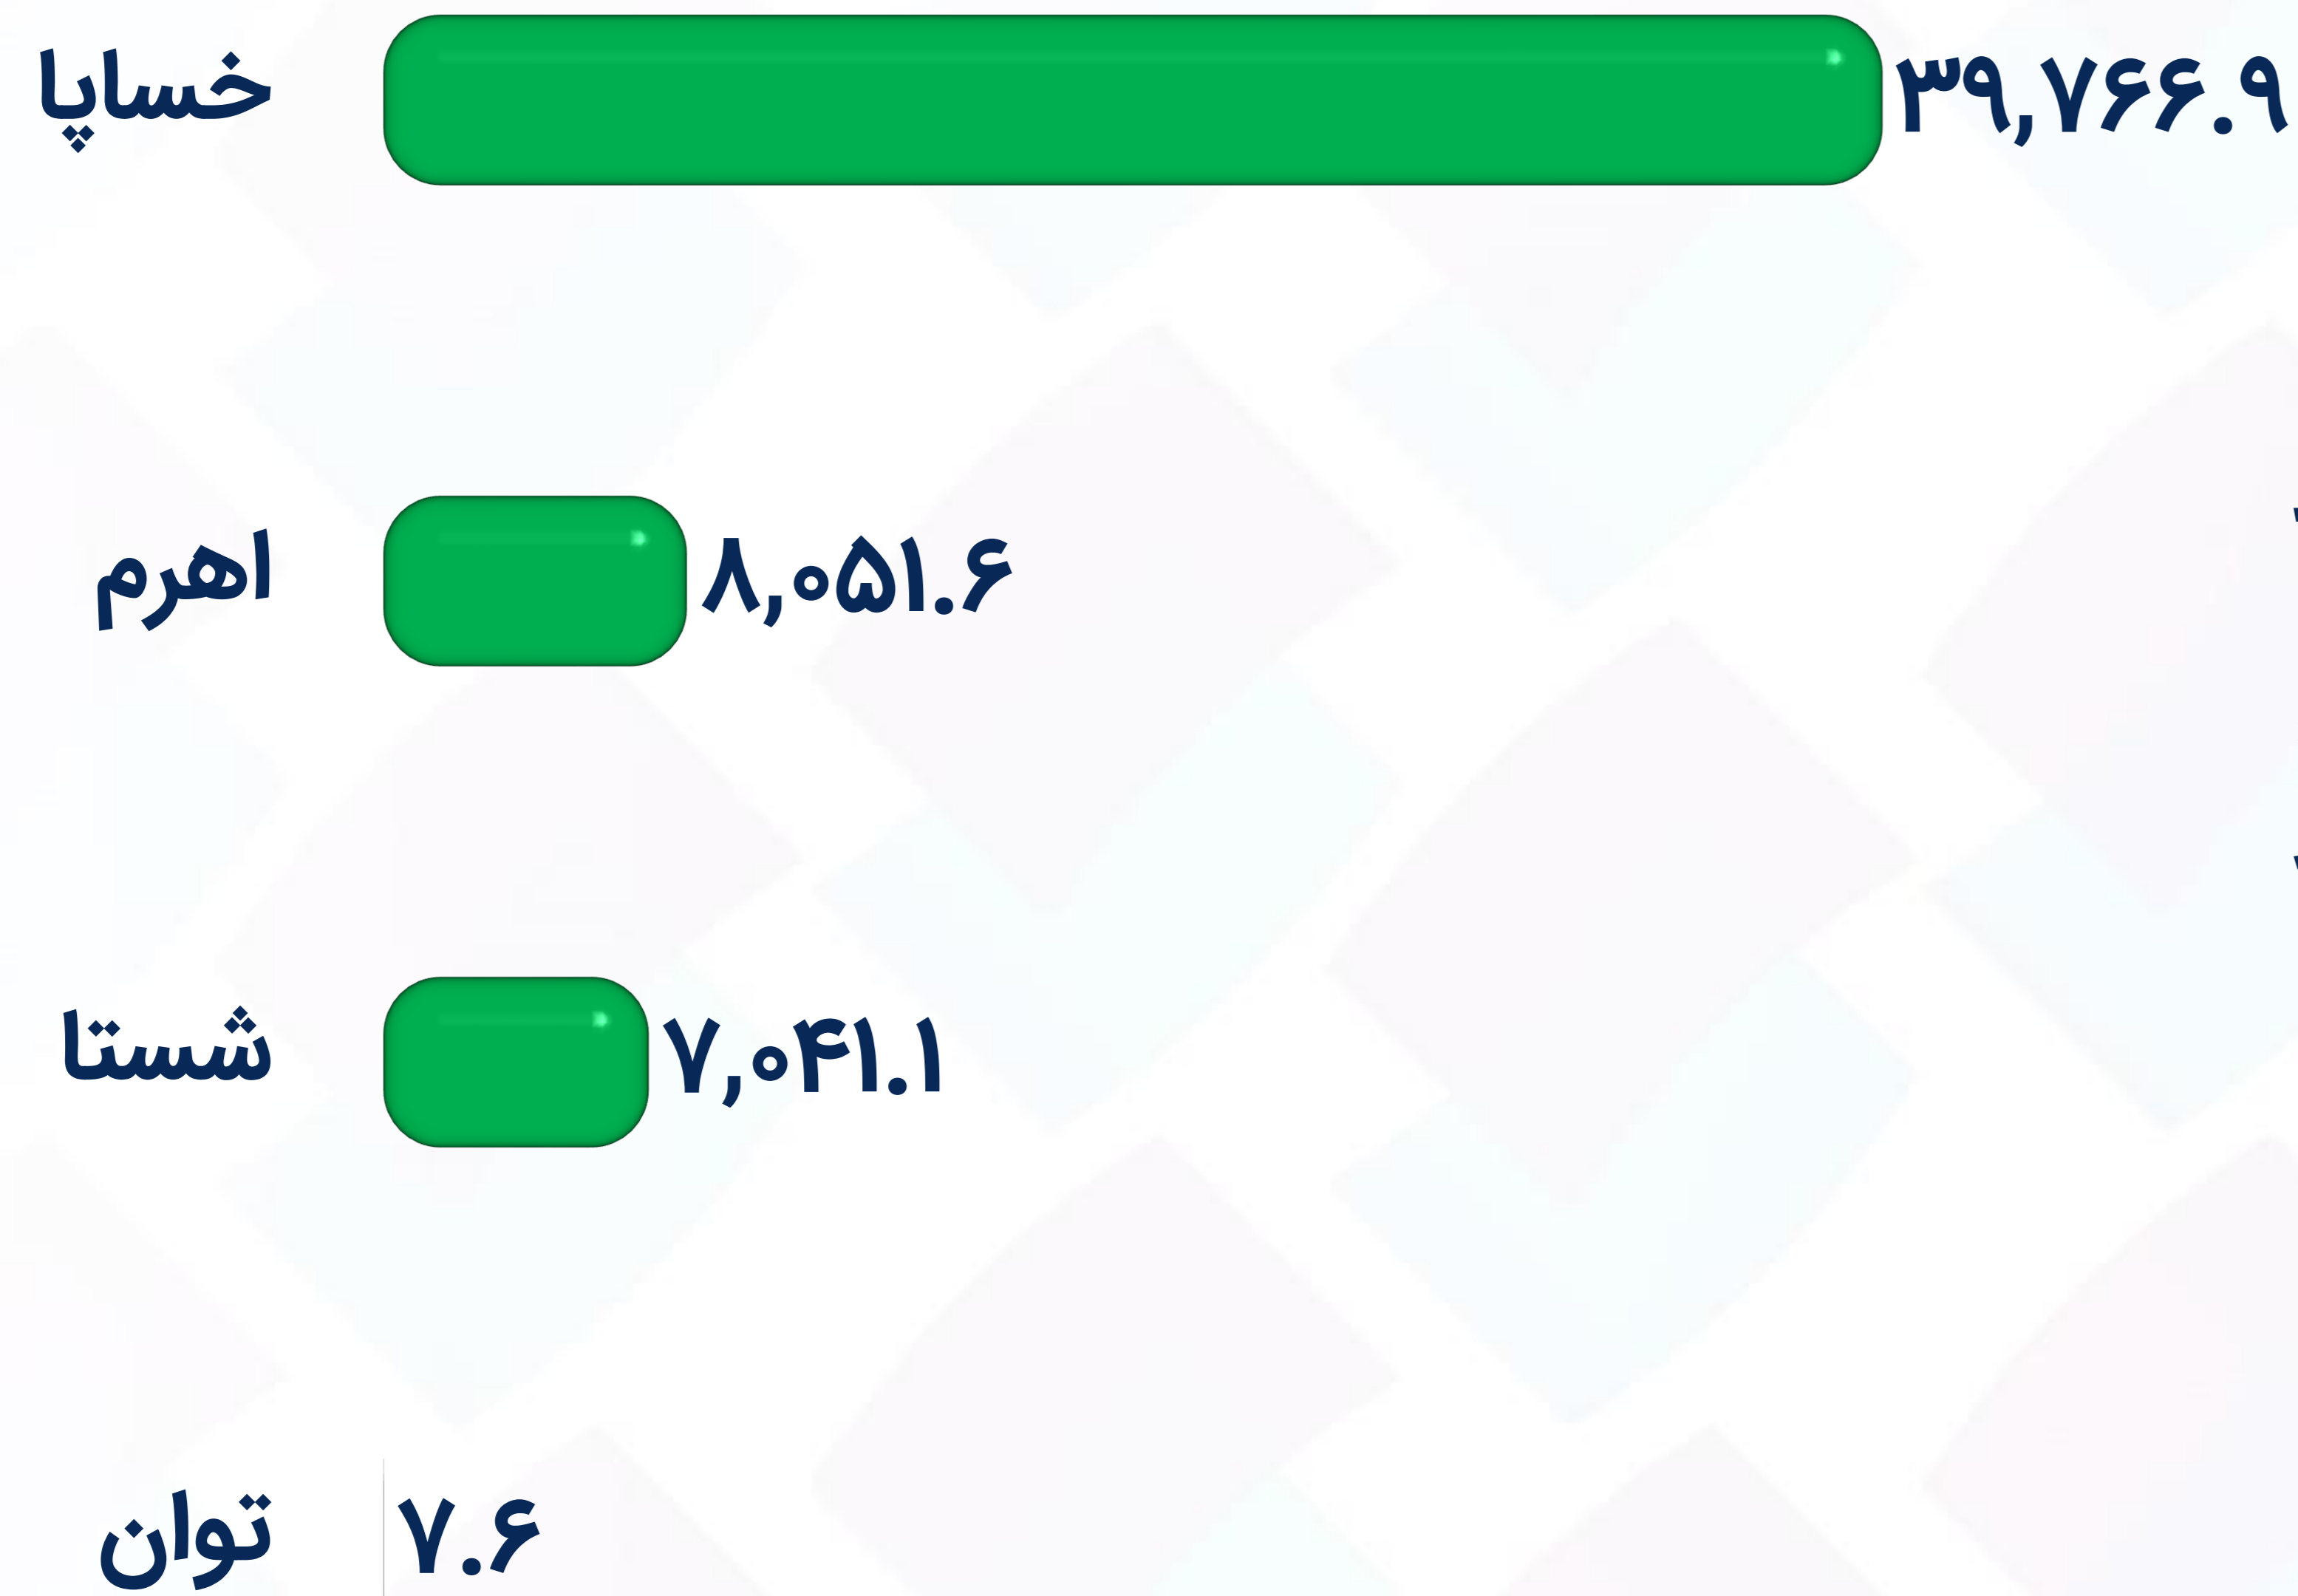 خساپا ۳۹,۷۶۶.۹
اهرم ۸,۰۵۱.۶
شستا ۷,۰۴۱.۱
توان ۷.۶